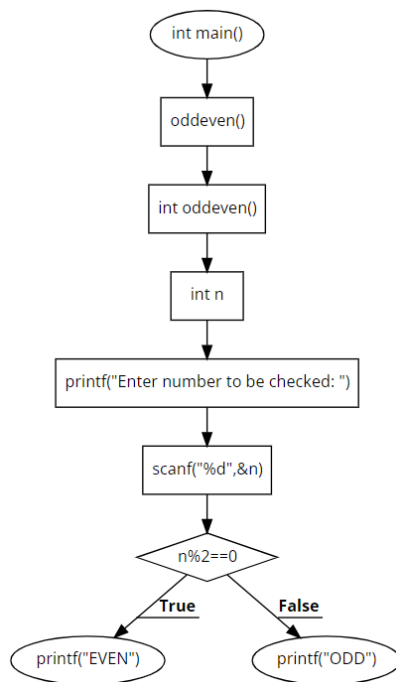 int main()
oddeven()
int oddeven()
int n
printf("Enter number to be checked: ")
scanf("%d",&n)
n%2==0
True
False
printf("EVEN")
printf("ODD")